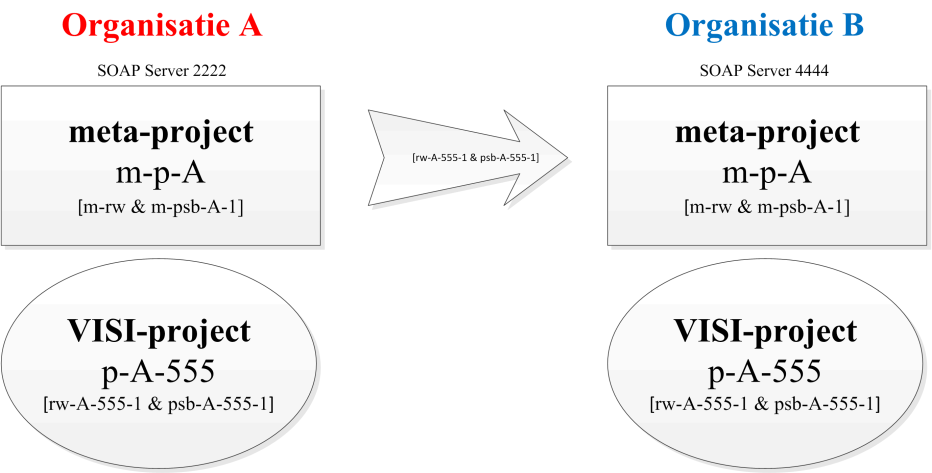 Organisatie A
SOAP Server 2222
meta-project
m-p-A
[m-rw & m-psb-A-1]
VISI-project
p-A-555
[rw-A-555-1 & psb-A-555-1]
[rw-A-555-1 & psb-A-555-1]
Organisatie B
SOAP Server 4444
meta-project
m-p-A
[m-rw & m-psb-A-1]
VISI-project
p-A-555
[rw-A-555-1 & psb-A-555-1]